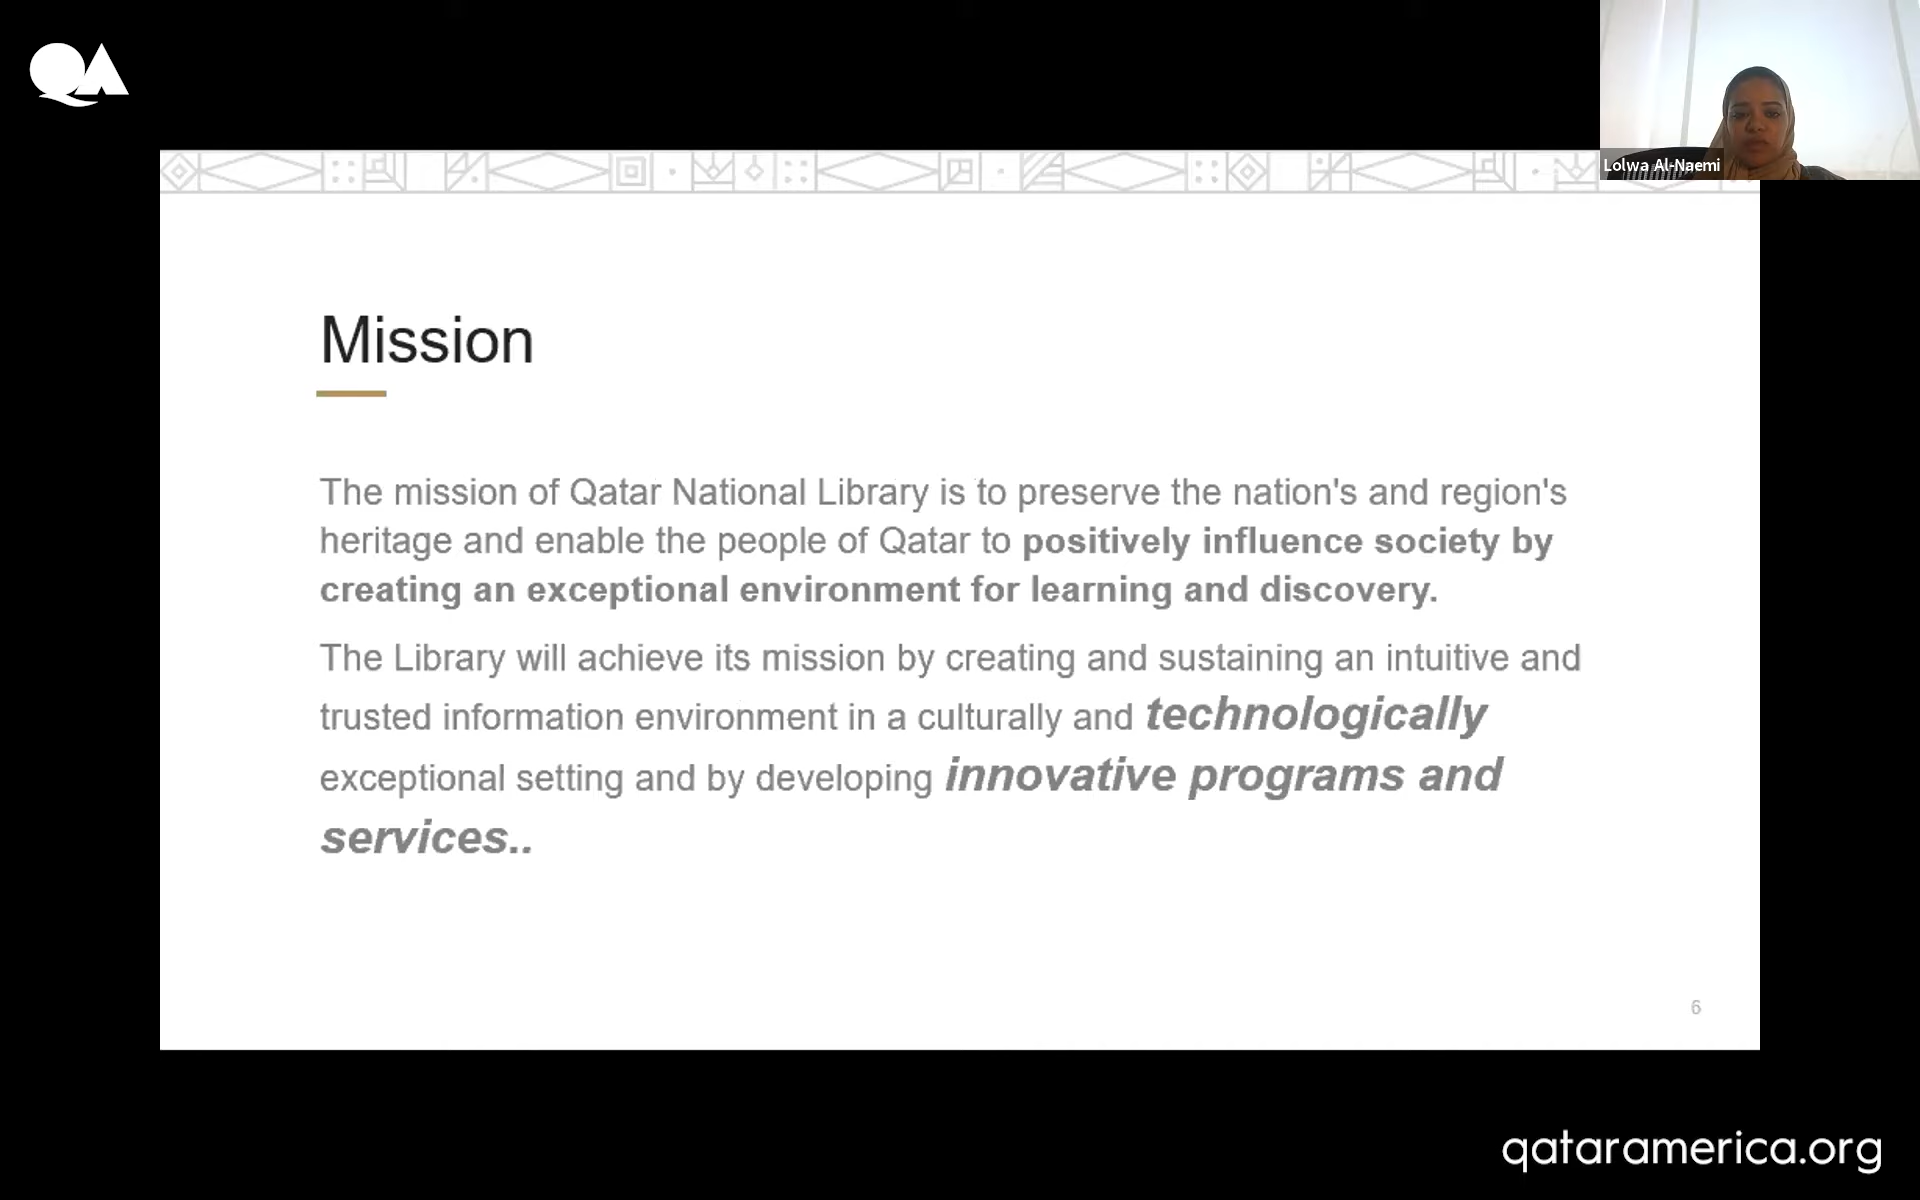 QA
Lolwa Al-Naemi
Mission
The mission of Qatar National Library is to preserve the nation's and region's
heritage and enable the people of Qatar to positively influence society by
creating an exceptional environment for learning and discovery.
The Library will achieve its mission by creating and sustaining an intuitive and
trusted information environment in a culturally and technologically
exceptional setting and by developing innovative programs and
services..
6
qataramerica.org